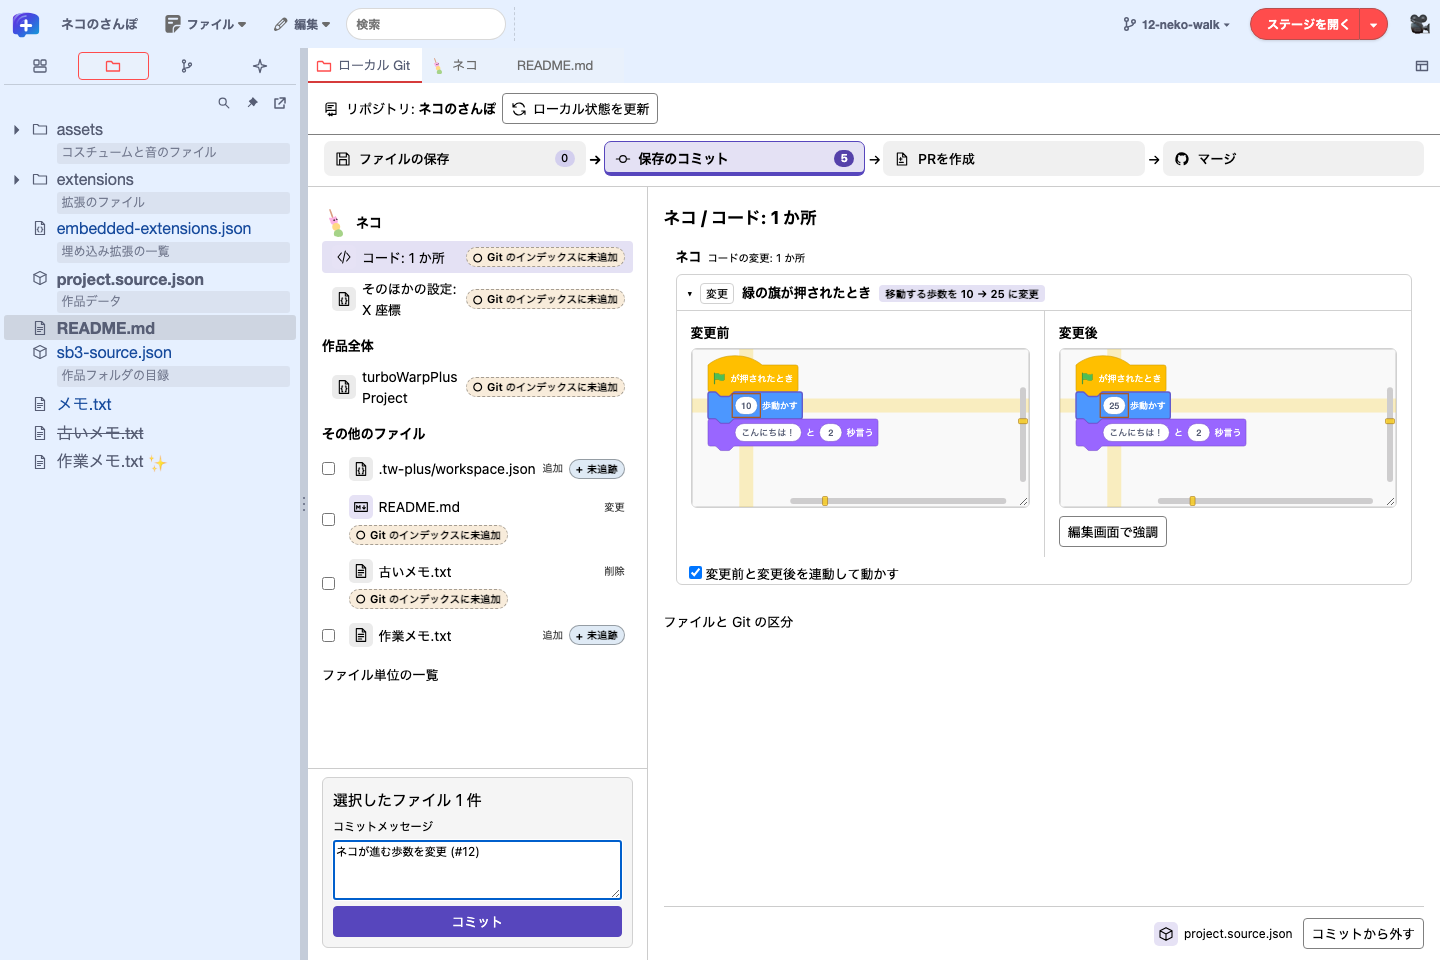 ネコのさんぽ
ファイル
編集
検索
12-neko-walk
ステージを開く
assets
コスチュームと音のファイル
extensions
拡張のファイル
embedded-extensions.json
埋め込み拡張の一覧
project.source.json
作品データ
README.md
sb3-source.json
作品フォルダの目録
メモ.txt
古いメモ.txt
作業メモ.txt ✨
ローカル Git
ネコ
README.md
リポジトリ: ネコのさんぽ
ローカル状態を更新
ファイルの保存 0
→
保存のコミット 5
→
PRを作成
→
マージ
ネコ
コード: 1 か所
Git のインデックスに未追加
そのほかの設定:
X 座標
Git のインデックスに未追加
作品全体
turboWarpPlus
Project
Git のインデックスに未追加
その他のファイル
.tw-plus/workspace.json 追加 + 未追跡
README.md 変更
Git のインデックスに未追加
古いメモ.txt 削除
Git のインデックスに未追加
作業メモ.txt 追加 + 未追跡
ファイル単位の一覧
選択したファイル 1 件
コミットメッセージ
ネコが進む歩数を変更 (#12)
コミット
ネコ / コード: 1 か所
ネコ コードの変更: 1 か所
変更 緑の旗が押されたとき 移動する歩数を 10 → 25 に変更
変更前
が押されたとき
10 歩動かす
こんにちは！ と 2 秒言う
変更後
が押されたとき
25 歩動かす
こんにちは！ と 2 秒言う
編集画面で強調
変更前と変更後を連動して動かす
ファイルと Git の区分
project.source.json
コミットから外す